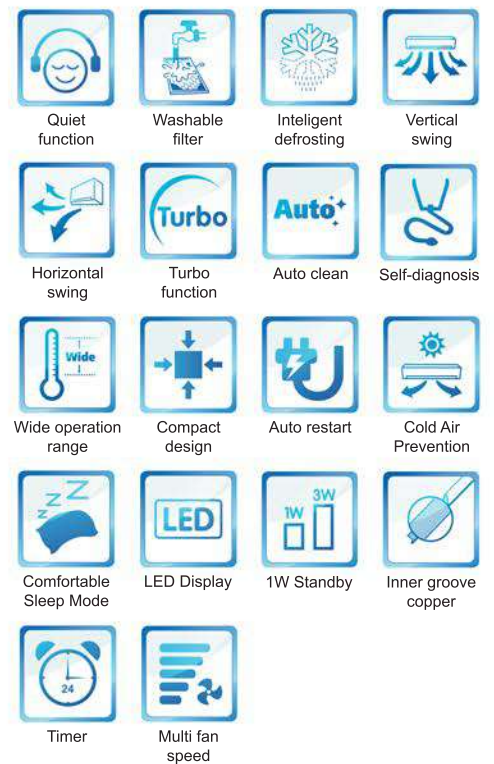 Quiet
function
Washable
filter
Inteligent
defrosting
Vertical
swing
Horizontal
swing
Turbo
Turbo
function
Auto
Auto clean
Self-diagnosis
Wide
Wide operation
range
Compact
design
Auto restart
Cold Air
Prevention
Z Z Z
Comfortable
Sleep Mode
LED
LED Display
1W 3W
1W Standby
Inner groove
copper
24
Timer
Multi fan
speed